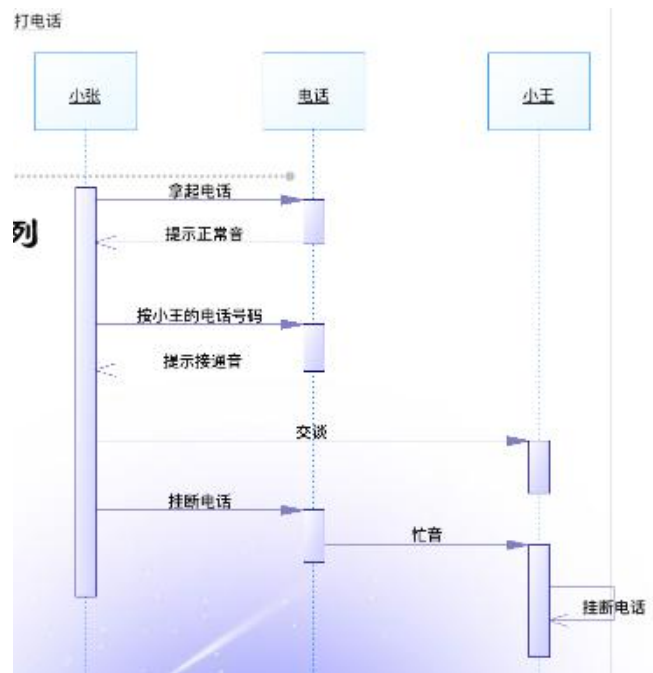 打电话
小张
电话
小王
拿起电话
列
提示正常音
按小王的电话号码
提示接通音
交谈
挂断电话
忙音
挂断电话